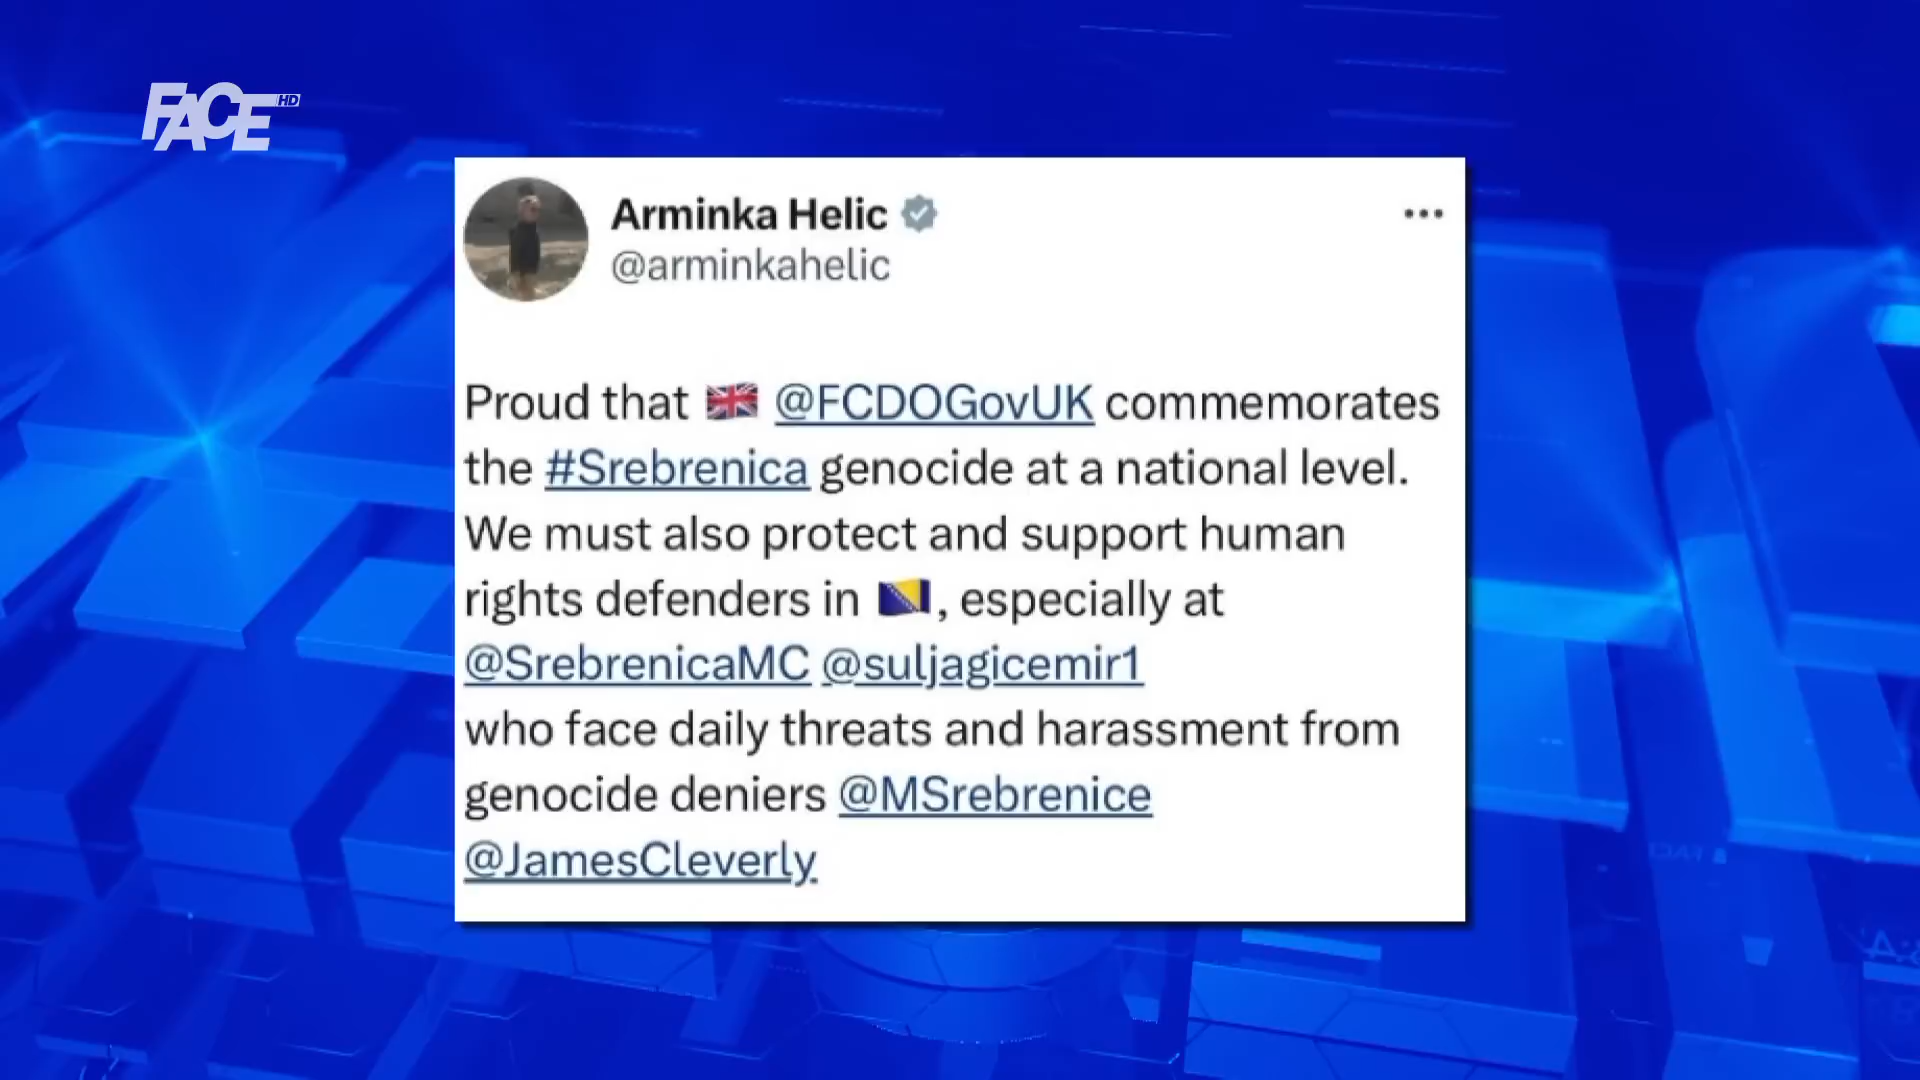 FACE HD
Arminka Helic
@arminkahelic
Proud that 🇬🇧 @FCDOGovUK commemorates
the #Srebrenica genocide at a national level.
We must also protect and support human
rights defenders in 🇧🇦, especially at
@SrebrenicaMC @suljagicemir1
who face daily threats and harassment from
genocide deniers @MSrebrenice
@JamesCleverly